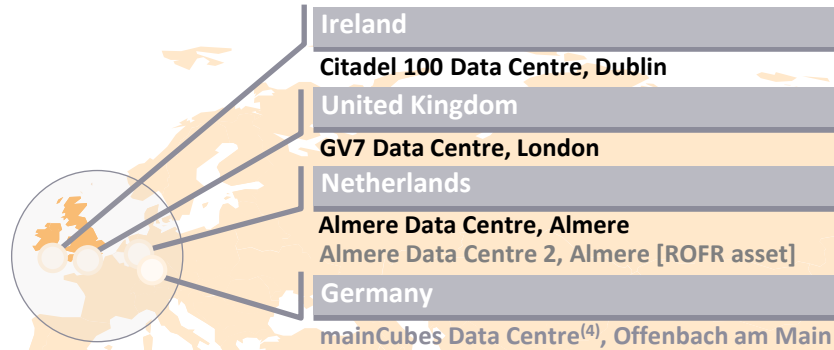 Ireland
Citadel 100 Data Centre, Dublin
United Kingdom
GV7 Data Centre, London
Netherlands
Almere Data Centre, Almere
Almere Data Centre 2, Almere [ROFR asset]
Germany
mainCubes Data Centre(4), Offenbach am Main